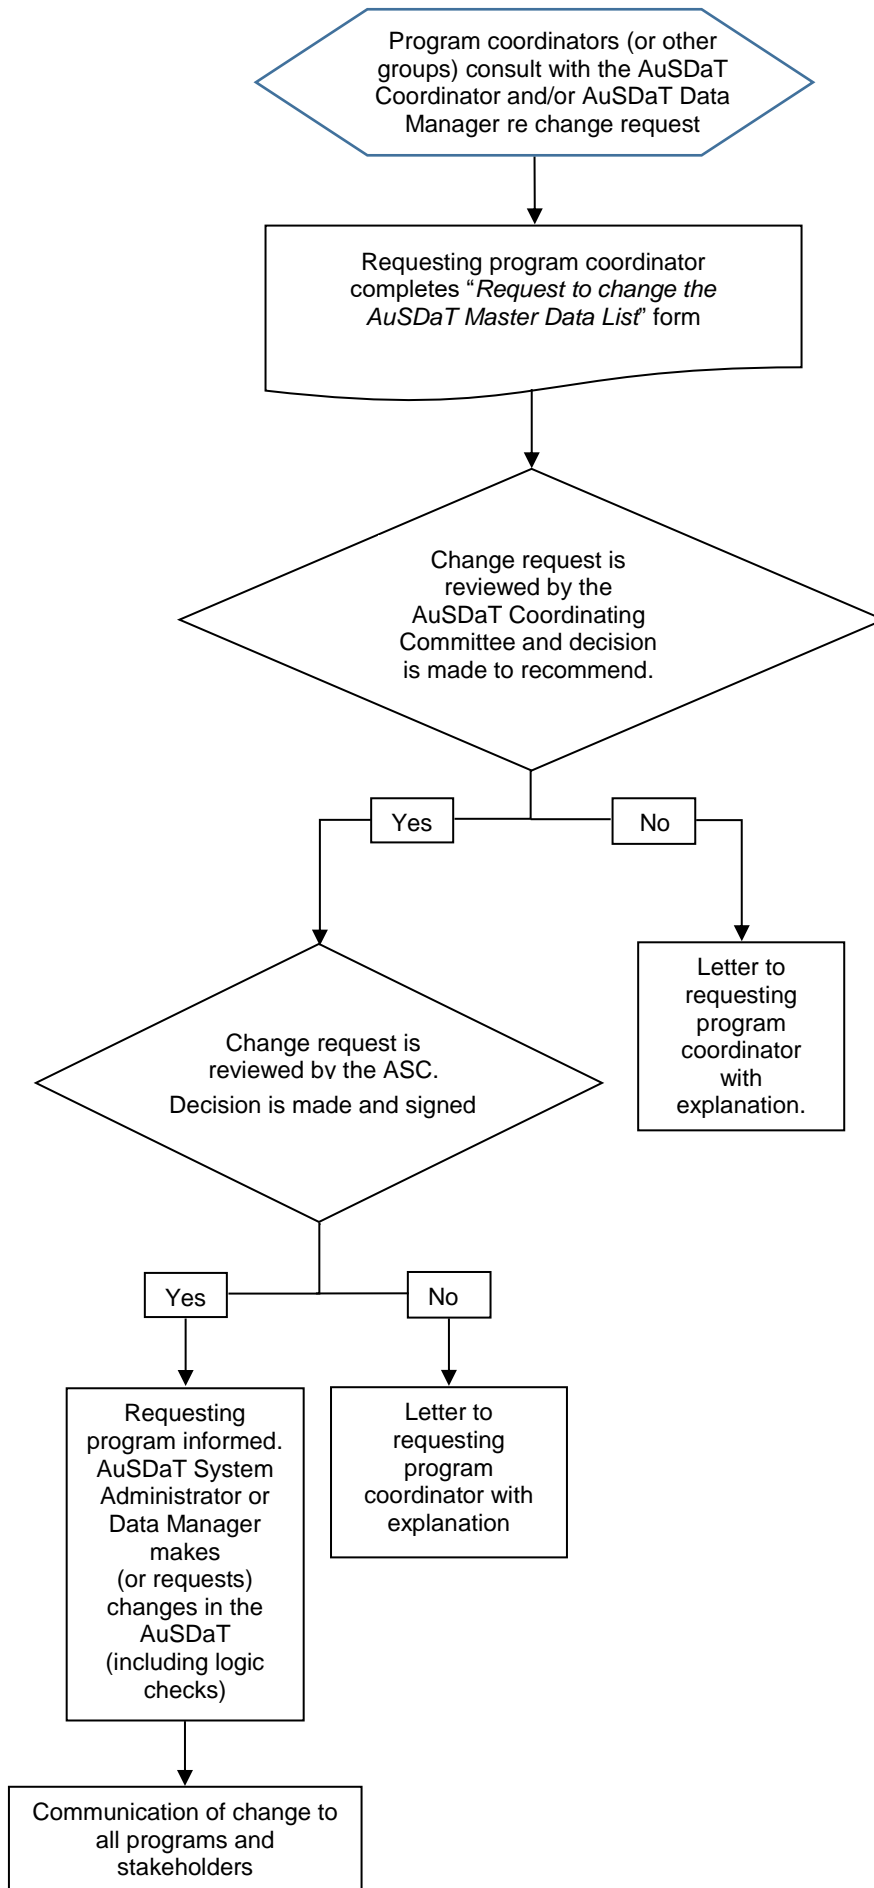 Program coordinators (or other
groups) consult with the AuSDaT
Coordinator and/or AuSDaT Data
Manager re change request
Requesting program coordinator
completes “Request to change the
AuSDaT Master Data List” form
Change request is
reviewed by the
AuSDaT Coordinating
Committee and decision
is made to recommend.
Yes
No
Letter to
requesting
program
coordinator
with
explanation.
Change request is
reviewed by the ASC.
Decision is made and signed
Yes
No
Requesting
program informed.
AuSDaT System
Administrator or
Data Manager
makes
(or requests)
changes in the
AuSDaT
(including logic
checks)
Letter to
requesting
program
coordinator with
explanation
Communication of change to
all programs and
stakeholders